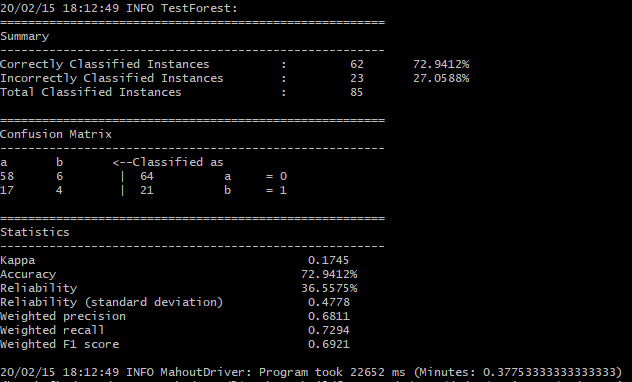 20/02/15 18:12:49 INFO TestForest:
=======================================================
Summary
-------------------------------------------------------
Correctly Classified Instances : 62 72.9412%
Incorrectly Classified Instances : 23 27.0588%
Total Classified Instances : 85
=======================================================
Confusion Matrix
-------------------------------------------------------
a b <--Classified as
58 6 | 64 a = 0
17 4 | 21 b = 1
=======================================================
Statistics
-------------------------------------------------------
Kappa 0.1745
Accuracy 72.9412%
Reliability 36.5575%
Reliability (standard deviation) 0.4778
Weighted precision 0.6811
Weighted recall 0.7294
Weighted F1 score 0.6921
20/02/15 18:12:49 INFO MahoutDriver: Program took 22652 ms (Minutes: 0.37753333333333333)